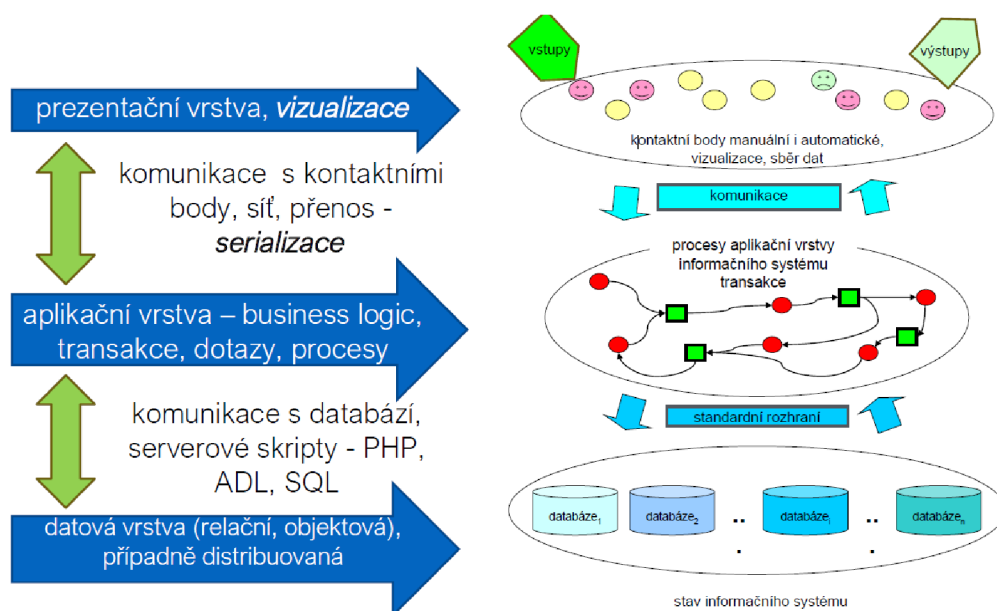 vstupy
výstupy
prezentační vrstva, vizualizace
kontaktní body manuální i automatické,
vizualizace, sběr dat
komunikace s kontaktními
body, síť, přenos -
serializace
komunikace
procesy aplikační vrstvy
informačního systému
transakce
aplikační vrstva – business logic,
transakce, dotazy, procesy
komunikace s databází,
serverové skripty - PHP,
ADL, SQL
standardní rozhraní
datová vrstva (relační, objektová),
případně distribuovaná
databáze1 databáze2 .. databázei .. databázen
. .
stav informačního systému